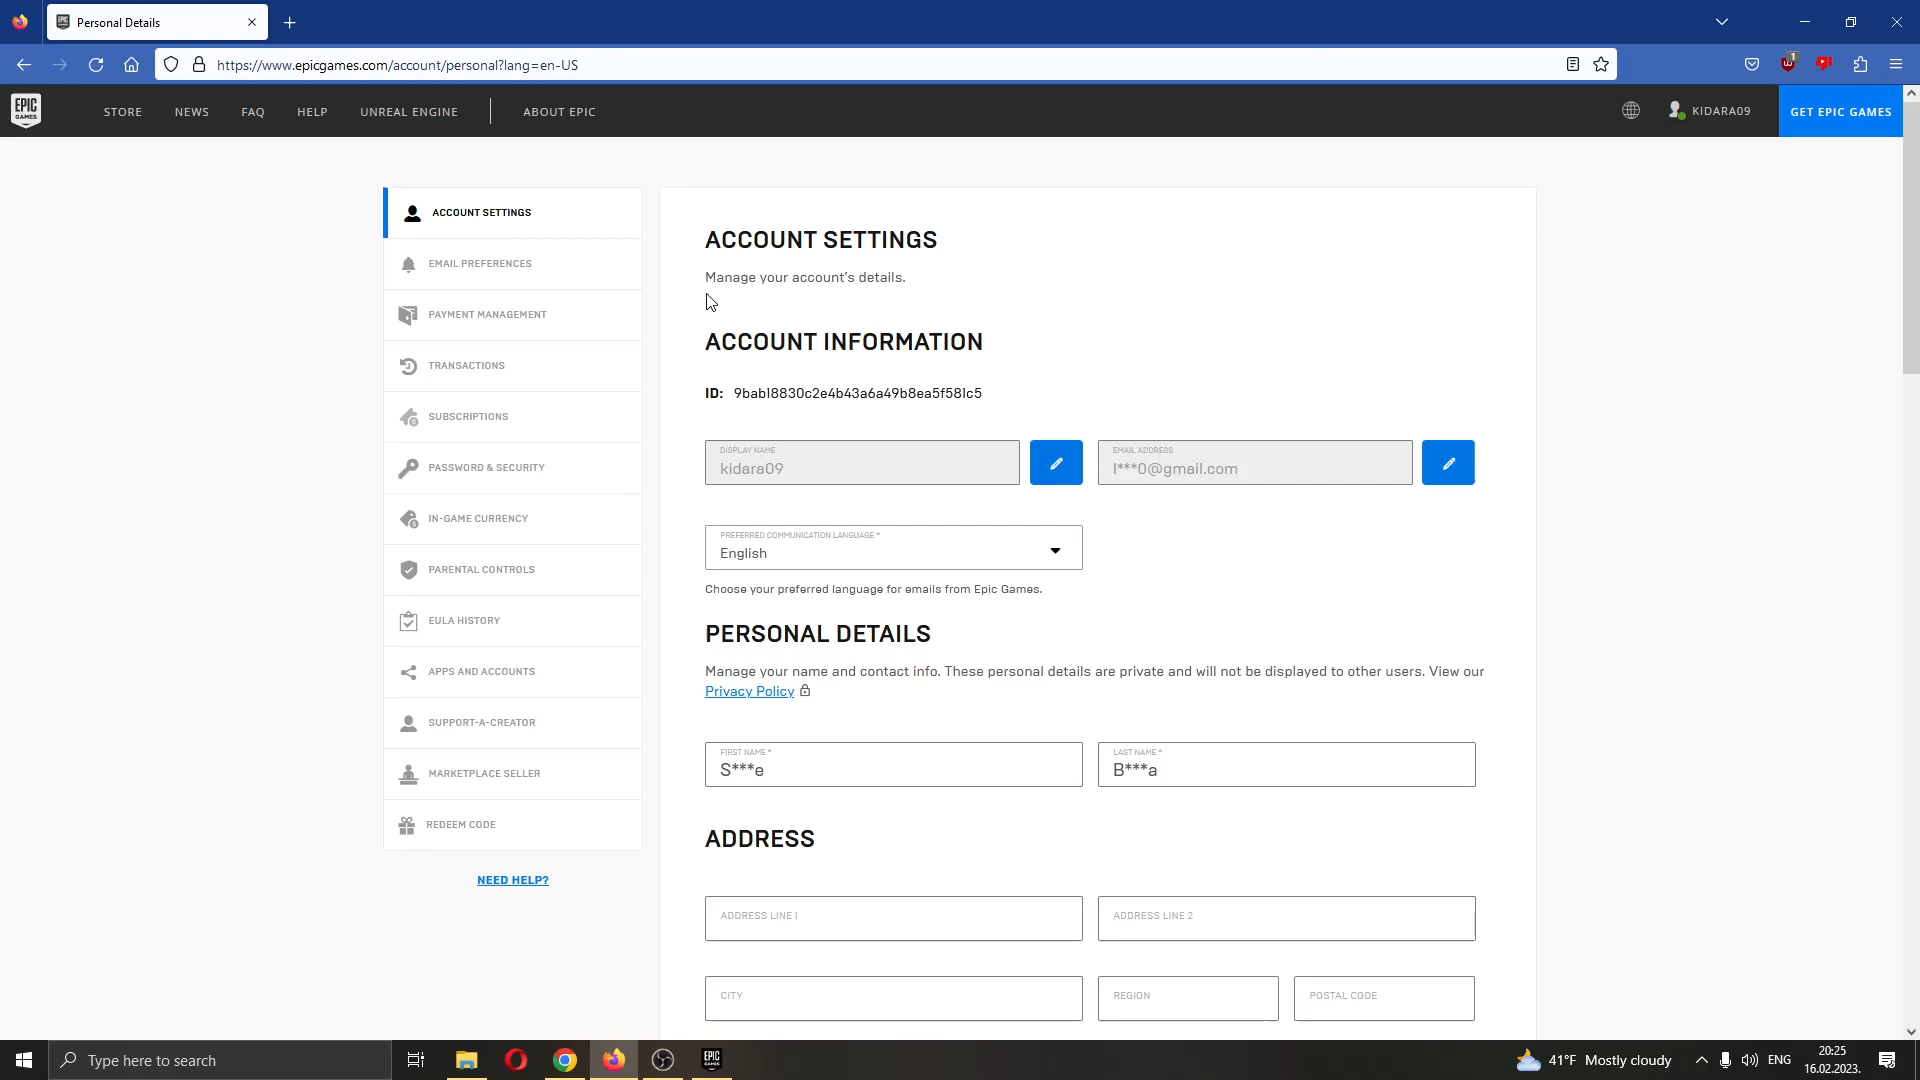 Personal Details
https://www.epicgames.com/account/personal?lang=en-US
1
EPIC GAMES
STORE
NEWS
FAQ
HELP
UNREAL ENGINE
ABOUT EPIC
KIDARA09
GET EPIC GAMES
ACCOUNT SETTINGS
EMAIL PREFERENCES
PAYMENT MANAGEMENT
TRANSACTIONS
SUBSCRIPTIONS
PASSWORD & SECURITY
IN-GAME CURRENCY
PARENTAL CONTROLS
EULA HISTORY
APPS AND ACCOUNTS
SUPPORT-A-CREATOR
MARKETPLACE SELLER
REDEEM CODE
NEED HELP?
ACCOUNT SETTINGS
Manage your account's details.
ACCOUNT INFORMATION
ID: 9bab18830c2e4b43a6a49b8ea5f581c5
DISPLAY NAME
kidara09
EMAIL ADDRESS
l***0@gmail.com
PREFERRED COMMUNICATION LANGUAGE *
English
Choose your preferred language for emails from Epic Games.
PERSONAL DETAILS
Manage your name and contact info. These personal details are private and will not be displayed to other users. View our
Privacy Policy
FIRST NAME *
S***e
LAST NAME *
B***a
ADDRESS
ADDRESS LINE 1
ADDRESS LINE 2
CITY
REGION
POSTAL CODE
Type here to search
EPIC GAMES
41°F Mostly cloudy
ENG
20:25
16.02.2023.